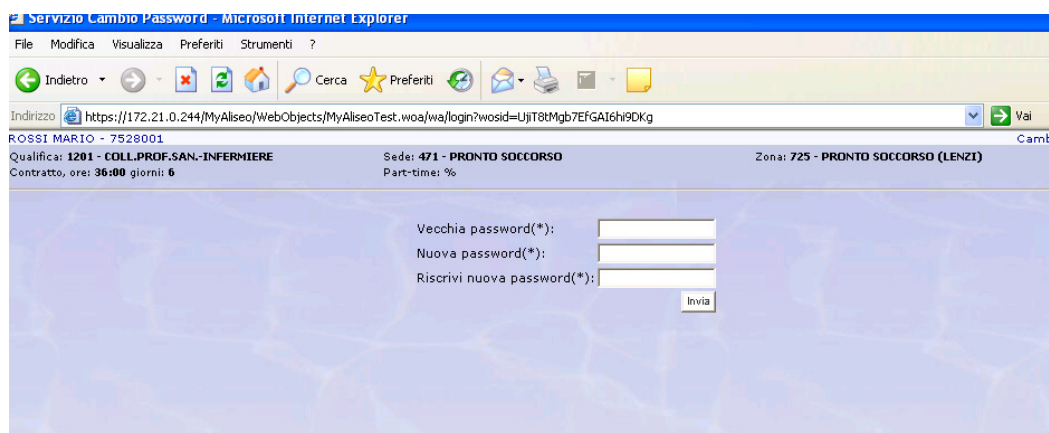 Servizio Cambio Password - Microsoft Internet Explorer
File Modifica Visualizza Preferiti Strumenti ?
Indietro Cerca Preferiti
Indirizzo https://172.21.0.244/MyAliseo/WebObjects/MyAliseoTest.woa/wa/login?wosid=UjiT8tMgb7EfGAI6hi9DKg Vai
ROSSI MARIO - 7528001 Camb
Qualifica: 1201 - COLL.PROF.SAN.-INFERMIERE Sede: 471 - PRONTO SOCCORSO Zona: 725 - PRONTO SOCCORSO (LENZI)
Contratto, ore: 36:00 giorni: 6 Part-time: %
Vecchia password(*):
Nuova password(*):
Riscrivi nuova password(*):
Invia